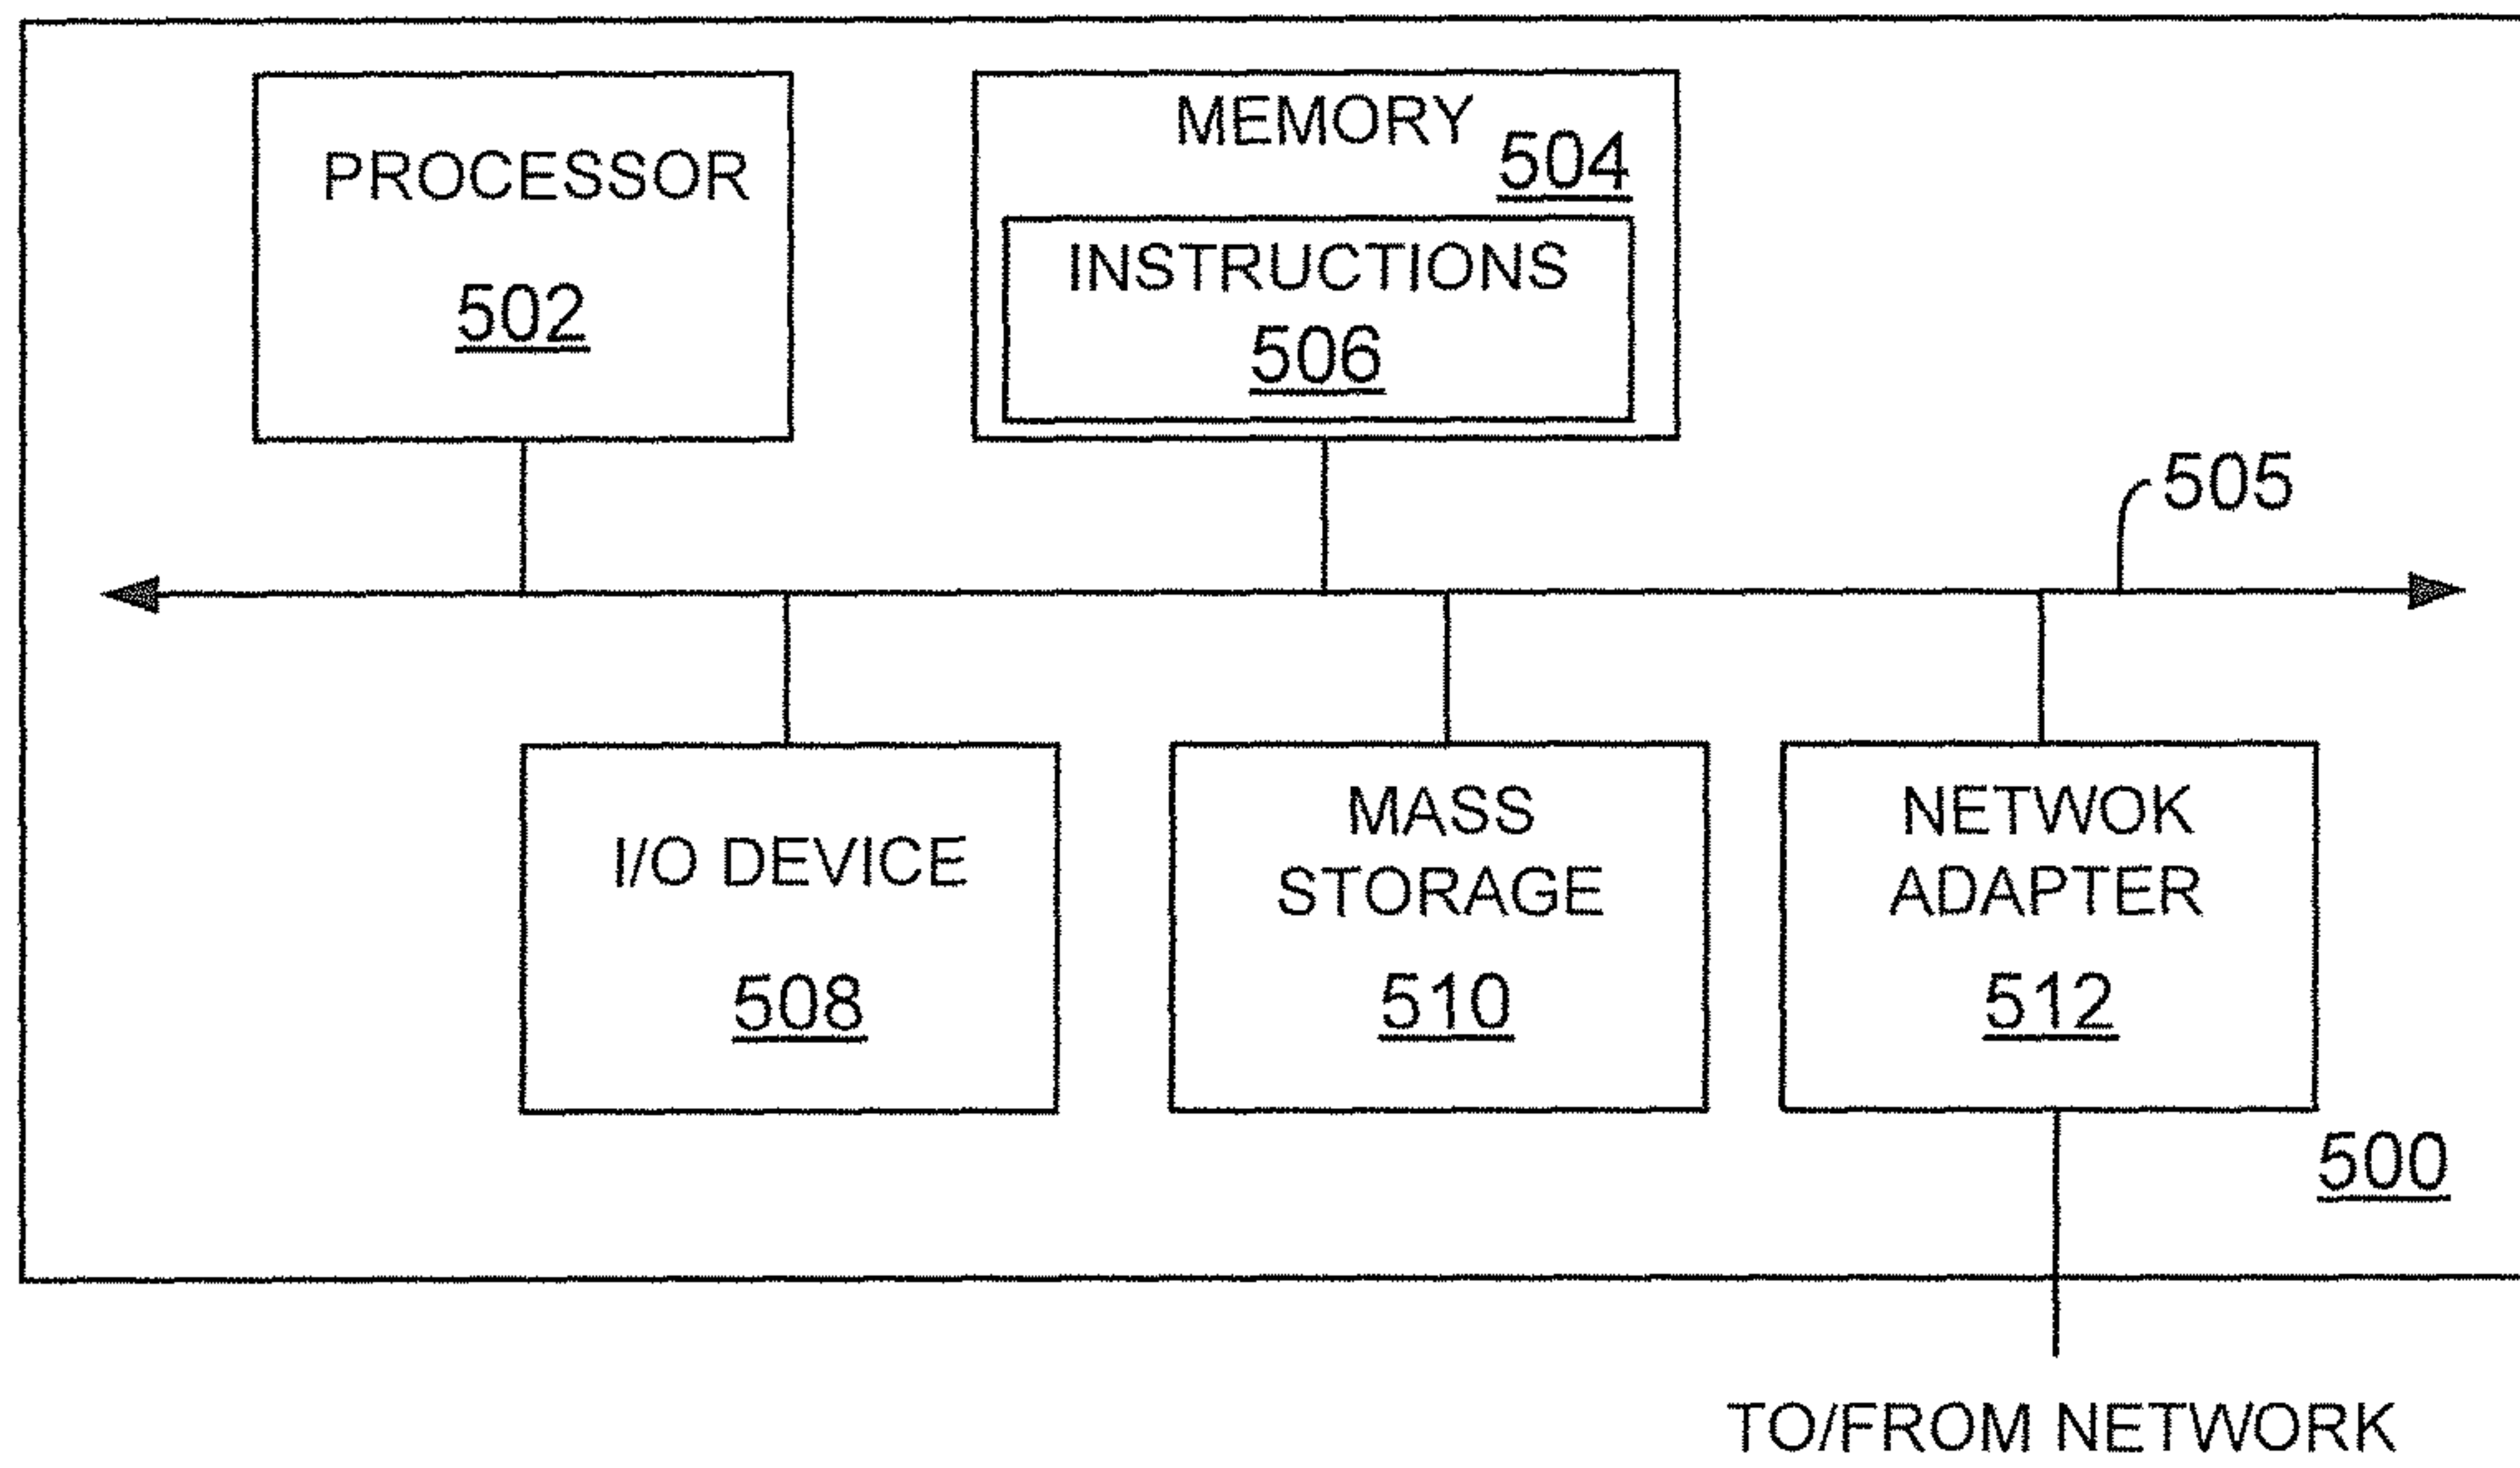 PROCESSOR
502
MEMORY
504
INSTRUCTIONS
506
505
I/O DEVICE
508
MASS
STORAGE
510
NETWOK
ADAPTER
512
500
TO/FROM NETWORK